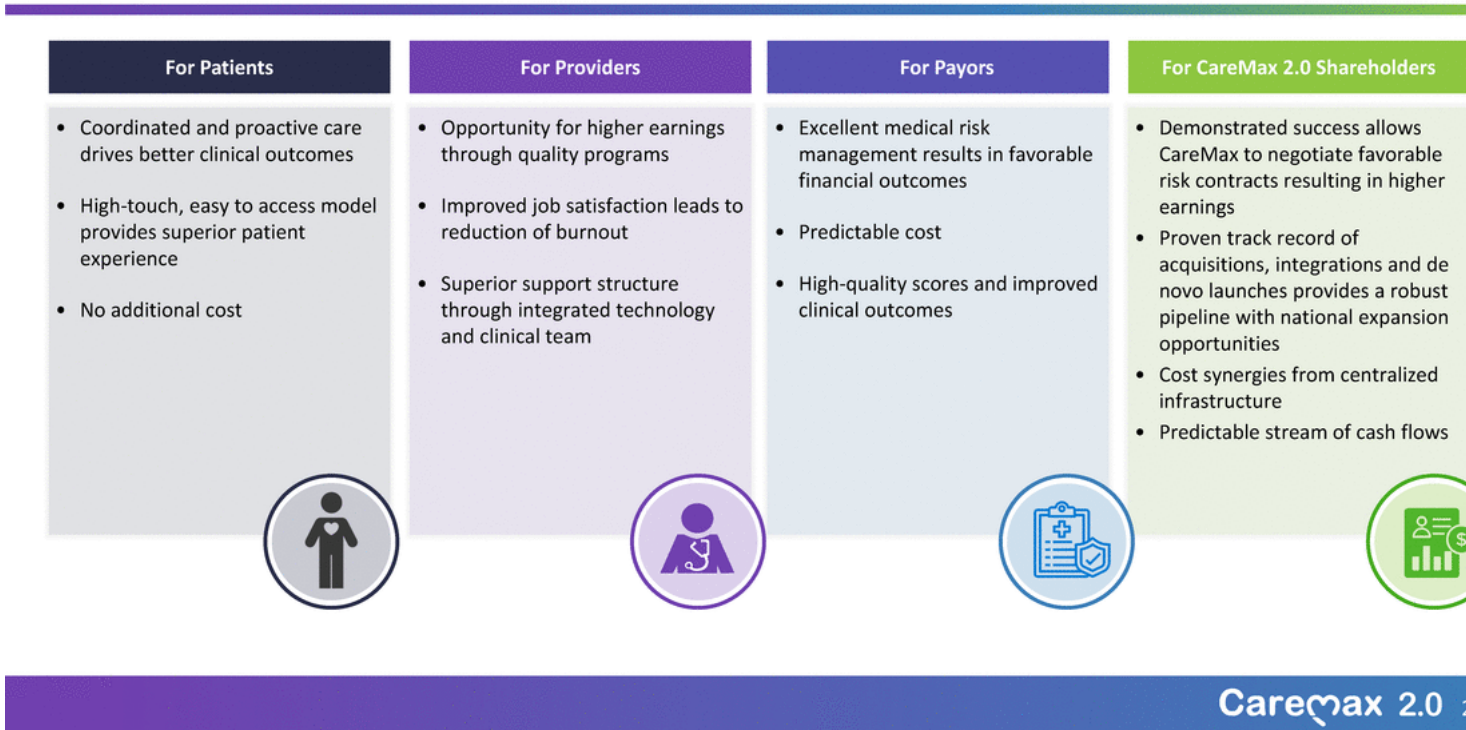 For Patients
• Coordinated and proactive care
drives better clinical outcomes
• High-touch, easy to access model
provides superior patient
experience
• No additional cost
For Providers
• Opportunity for higher earnings
through quality programs
• Improved job satisfaction leads to
reduction of burnout
• Superior support structure
through integrated technology
and clinical team
For Payors
• Excellent medical risk
management results in favorable
financial outcomes
• Predictable cost
• High-quality scores and improved
clinical outcomes
For CareMax 2.0 Shareholders
• Demonstrated success allows
CareMax to negotiate favorable
risk contracts resulting in higher
earnings
• Proven track record of
acquisitions, integrations and de
novo launches provides a robust
pipeline with national expansion
opportunities
• Cost synergies from centralized
infrastructure
• Predictable stream of cash flows
$
Caremax 2.0